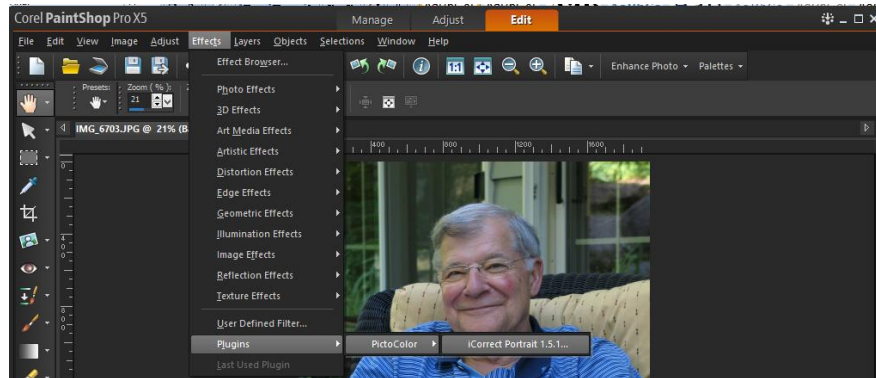 Corel PaintShop Pro X5
Manage Adjust Edit
File Edit View Image Adjust Effects Layers Objects Selections Window Help
Enhance Photo Palettes
Presets: Zoom ( % ):
21
IMG_6703.JPG @ 21%
400 800 1200 1600
0
400
80
Effect Browser...
Photo Effects
3D Effects
Art Media Effects
Artistic Effects
Distortion Effects
Edge Effects
Geometric Effects
Illumination Effects
Image Effects
Reflection Effects
Texture Effects
User Defined Filter...
Plugins PictoColor iCorrect Portrait 1.5.1...
Last Used Plugin